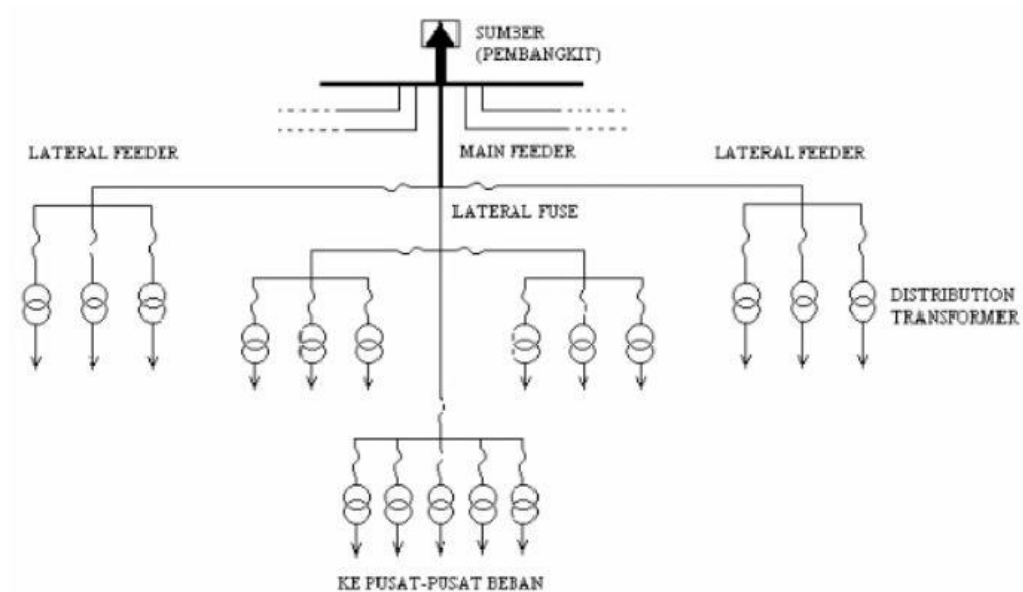 SUMBER
(PEMBANGKIT)
LATERAL FEEDER
MAIN FEEDER
LATERAL FEEDER
LATERAL FUSE
DISTRIBUTION
TRANSFORMER
KE PUSAT-PUSAT BEBAN